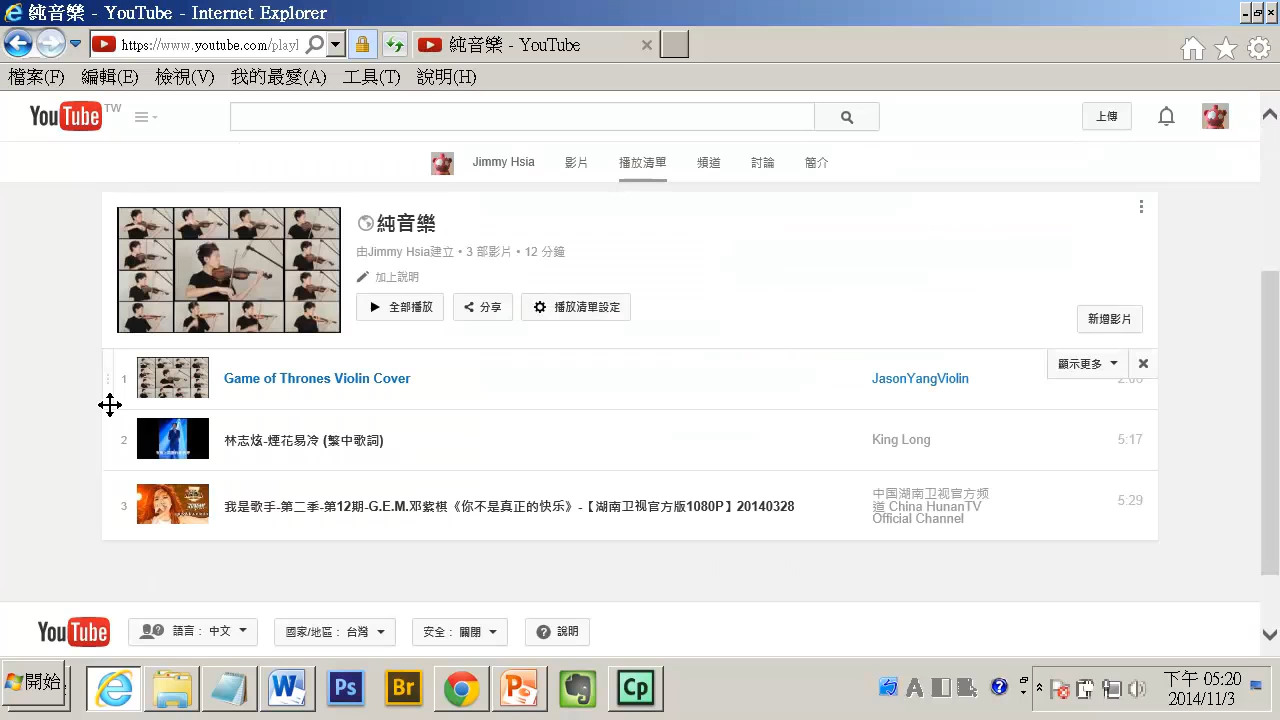 純音樂 - YouTube - Internet Explorer
https://www.youtube.com/playl
純音樂 - YouTube
檔案(F) 編輯(E) 檢視(V) 我的最愛(A) 工具(T) 說明(H)
YouTube TW
上傳
Jimmy Hsia 影片 播放清單 頻道 討論 簡介
純音樂
由Jimmy Hsia建立 • 3 部影片 • 12 分鐘
加上說明
全部播放 分享 播放清單設定
新增影片
顯示更多
1 Game of Thrones Violin Cover JasonYangViolin
2 林志炫-煙花易冷 (繁中歌詞) King Long 5:17
3 我是歌手-第二季-第12期-G.E.M.邓紫棋《你不是真正的快乐》-【湖南卫视官方版1080P】20140328 5:29
中国湖南卫视官方频
道 China HunanTV
Official Channel
YouTube 語言： 中文 國家/地區： 台灣 安全： 關閉 說明
開始 Ps Br Cp
下午 05:20
2014/11/3